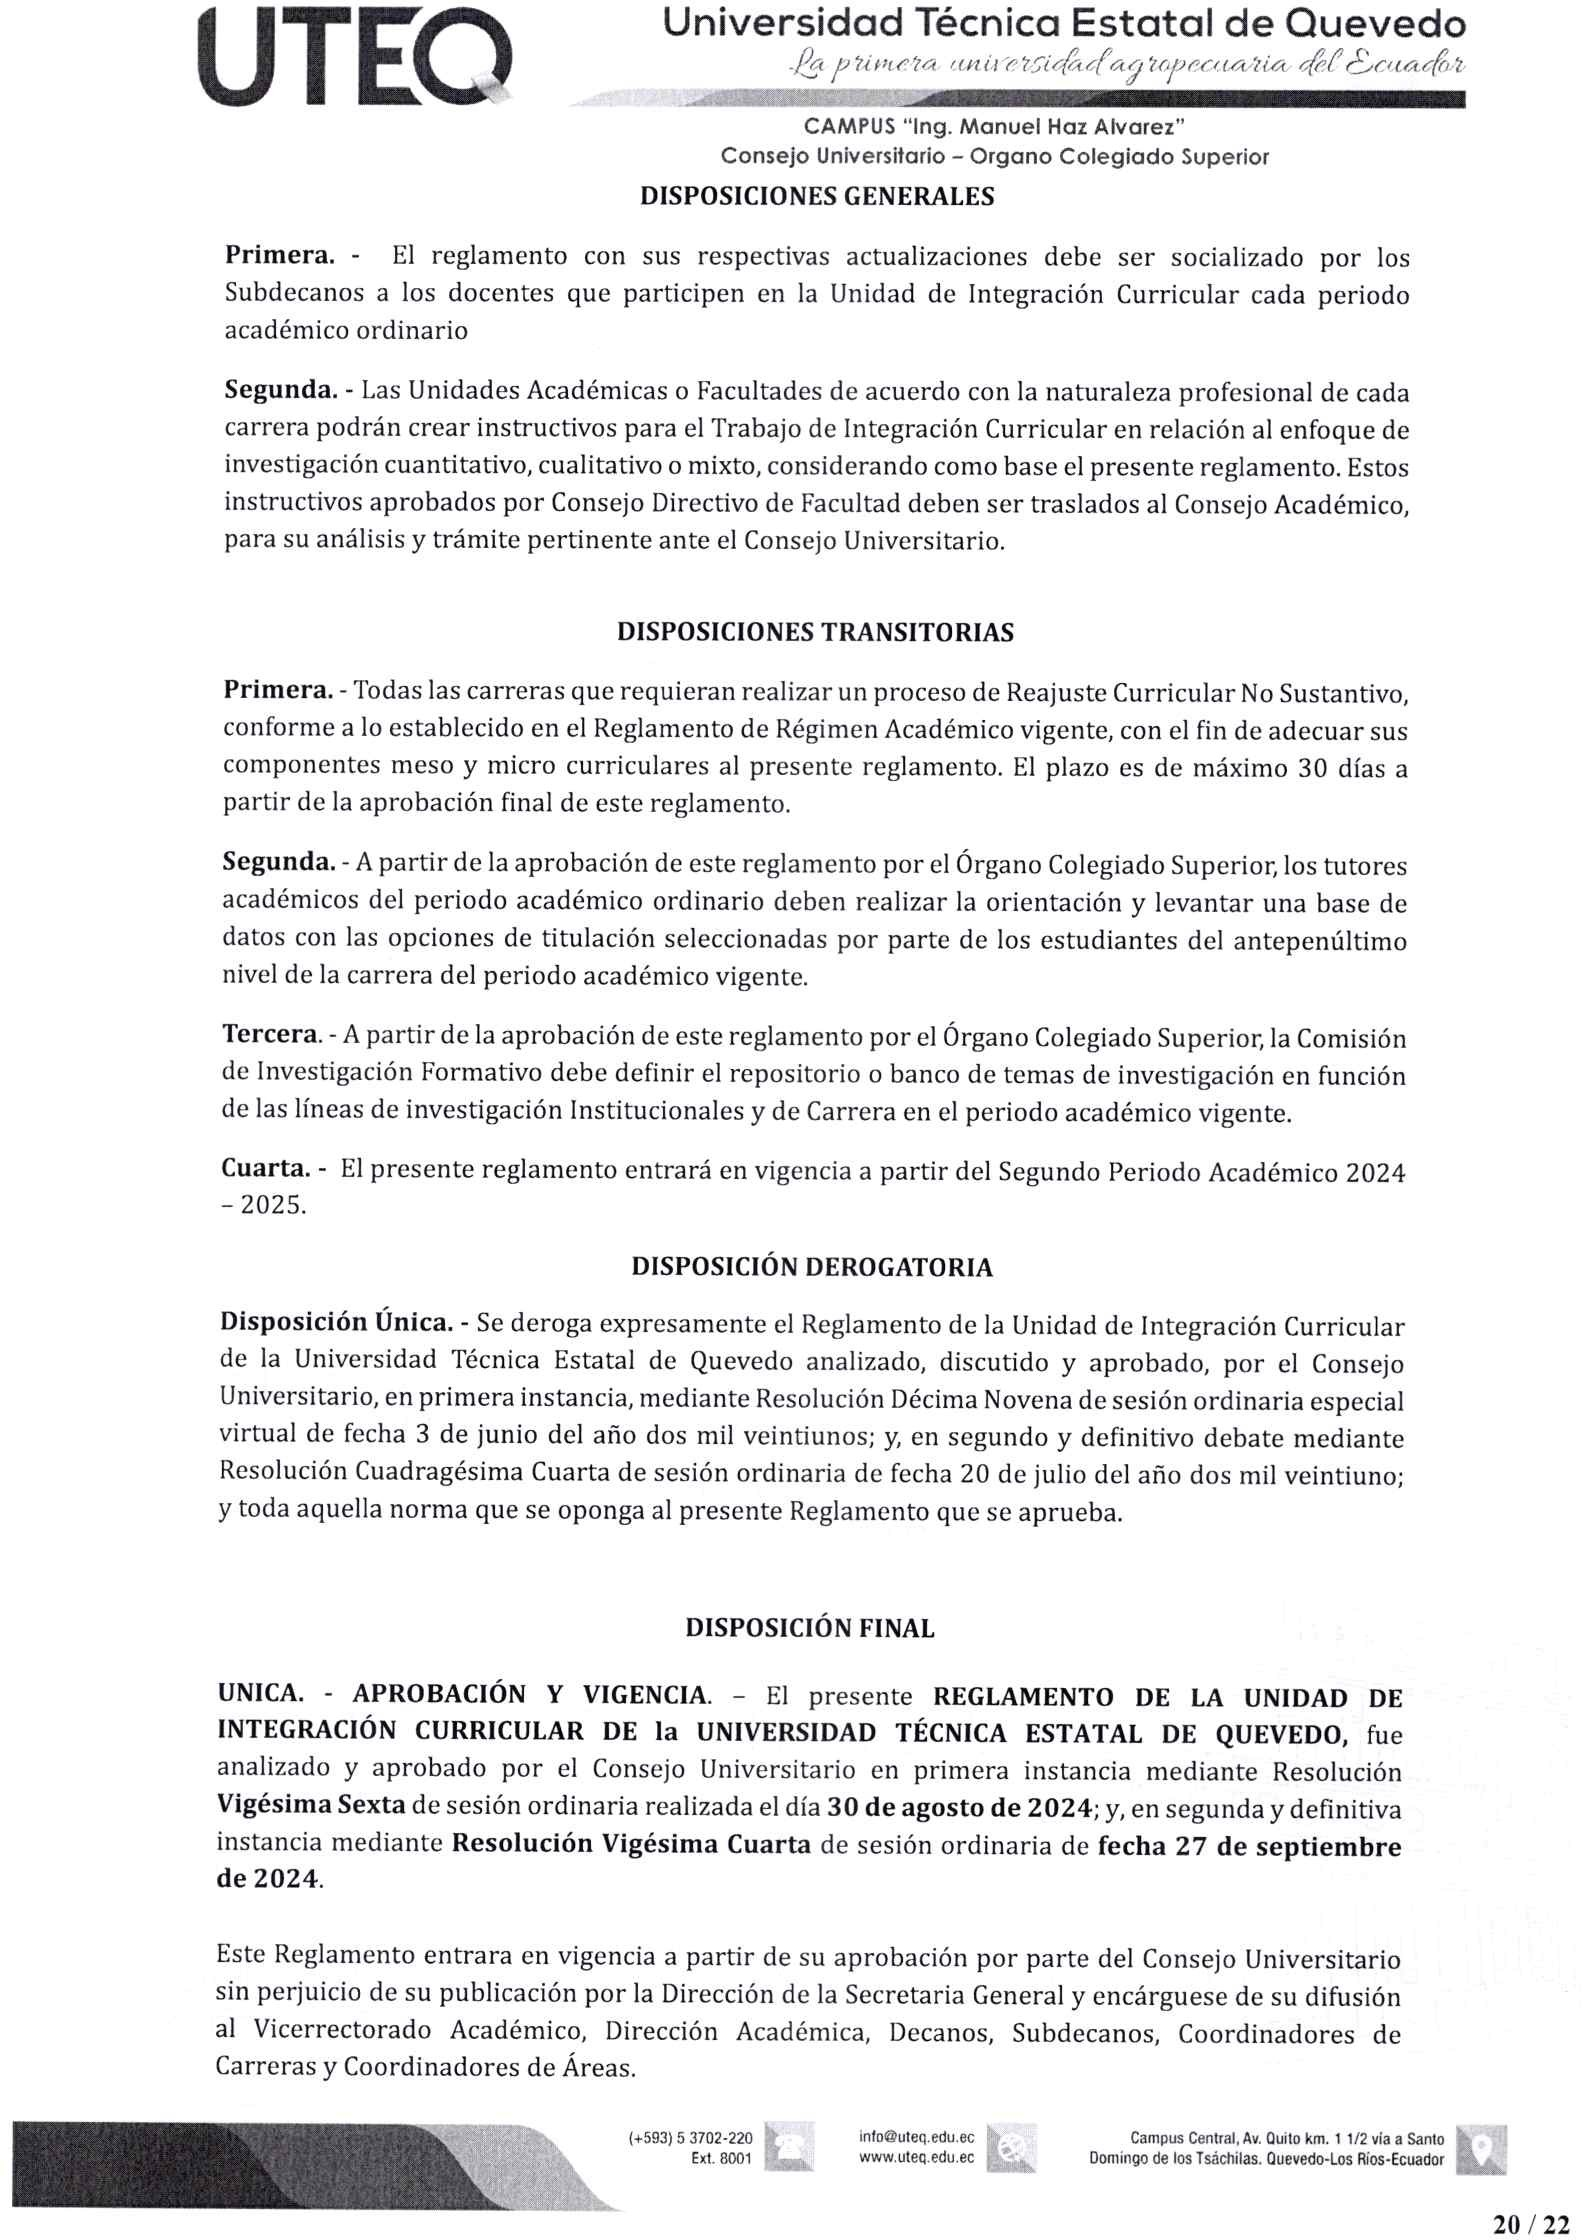 UTEQ
Universidad Técnica Estatal de Quevedo
La primera universidad agropecuaria del Ecuador
CAMPUS “Ing. Manuel Haz Alvarez”
Consejo Universitario – Organo Colegiado Superior
DISPOSICIONES GENERALES
Primera. - El reglamento con sus respectivas actualizaciones debe ser socializado por los
Subdecanos a los docentes que participen en la Unidad de Integración Curricular cada periodo
académico ordinario
Segunda. - Las Unidades Académicas o Facultades de acuerdo con la naturaleza profesional de cada
carrera podrán crear instructivos para el Trabajo de Integración Curricular en relación al enfoque de
investigación cuantitativo, cualitativo o mixto, considerando como base el presente reglamento. Estos
instructivos aprobados por Consejo Directivo de Facultad deben ser traslados al Consejo Académico,
para su análisis y trámite pertinente ante el Consejo Universitario.
DISPOSICIONES TRANSITORIAS
Primera. - Todas las carreras que requieran realizar un proceso de Reajuste Curricular No Sustantivo,
conforme a lo establecido en el Reglamento de Régimen Académico vigente, con el fin de adecuar sus
componentes meso y micro curriculares al presente reglamento. El plazo es de máximo 30 días a
partir de la aprobación final de este reglamento.
Segunda. - A partir de la aprobación de este reglamento por el Órgano Colegiado Superior, los tutores
académicos del periodo académico ordinario deben realizar la orientación y levantar una base de
datos con las opciones de titulación seleccionadas por parte de los estudiantes del antepenúltimo
nivel de la carrera del periodo académico vigente.
Tercera. - A partir de la aprobación de este reglamento por el Órgano Colegiado Superior, la Comisión
de Investigación Formativo debe definir el repositorio o banco de temas de investigación en función
de las líneas de investigación Institucionales y de Carrera en el periodo académico vigente.
Cuarta. - El presente reglamento entrará en vigencia a partir del Segundo Periodo Académico 2024
– 2025.
DISPOSICIÓN DEROGATORIA
Disposición Única. - Se deroga expresamente el Reglamento de la Unidad de Integración Curricular
de la Universidad Técnica Estatal de Quevedo analizado, discutido y aprobado, por el Consejo
Universitario, en primera instancia, mediante Resolución Décima Novena de sesión ordinaria especial
virtual de fecha 3 de junio del año dos mil veintiunos; y, en segundo y definitivo debate mediante
Resolución Cuadragésima Cuarta de sesión ordinaria de fecha 20 de julio del año dos mil veintiuno;
y toda aquella norma que se oponga al presente Reglamento que se aprueba.
DISPOSICIÓN FINAL
UNICA. - APROBACIÓN Y VIGENCIA. – El presente REGLAMENTO DE LA UNIDAD DE
INTEGRACIÓN CURRICULAR DE la UNIVERSIDAD TÉCNICA ESTATAL DE QUEVEDO, fue
analizado y aprobado por el Consejo Universitario en primera instancia mediante Resolución
Vigésima Sexta de sesión ordinaria realizada el día 30 de agosto de 2024; y, en segunda y definitiva
instancia mediante Resolución Vigésima Cuarta de sesión ordinaria de fecha 27 de septiembre
de 2024.
Este Reglamento entrara en vigencia a partir de su aprobación por parte del Consejo Universitario
sin perjuicio de su publicación por la Dirección de la Secretaria General y encárguese de su difusión
al Vicerrectorado Académico, Dirección Académica, Decanos, Subdecanos, Coordinadores de
Carreras y Coordinadores de Áreas.
(+593) 5 3702-220
Ext. 8001
info@uteq.edu.ec
www.uteq.edu.ec
Campus Central, Av. Quito km. 1 1/2 vía a Santo
Domingo de los Tsáchilas. Quevedo-Los Ríos-Ecuador
20 / 22